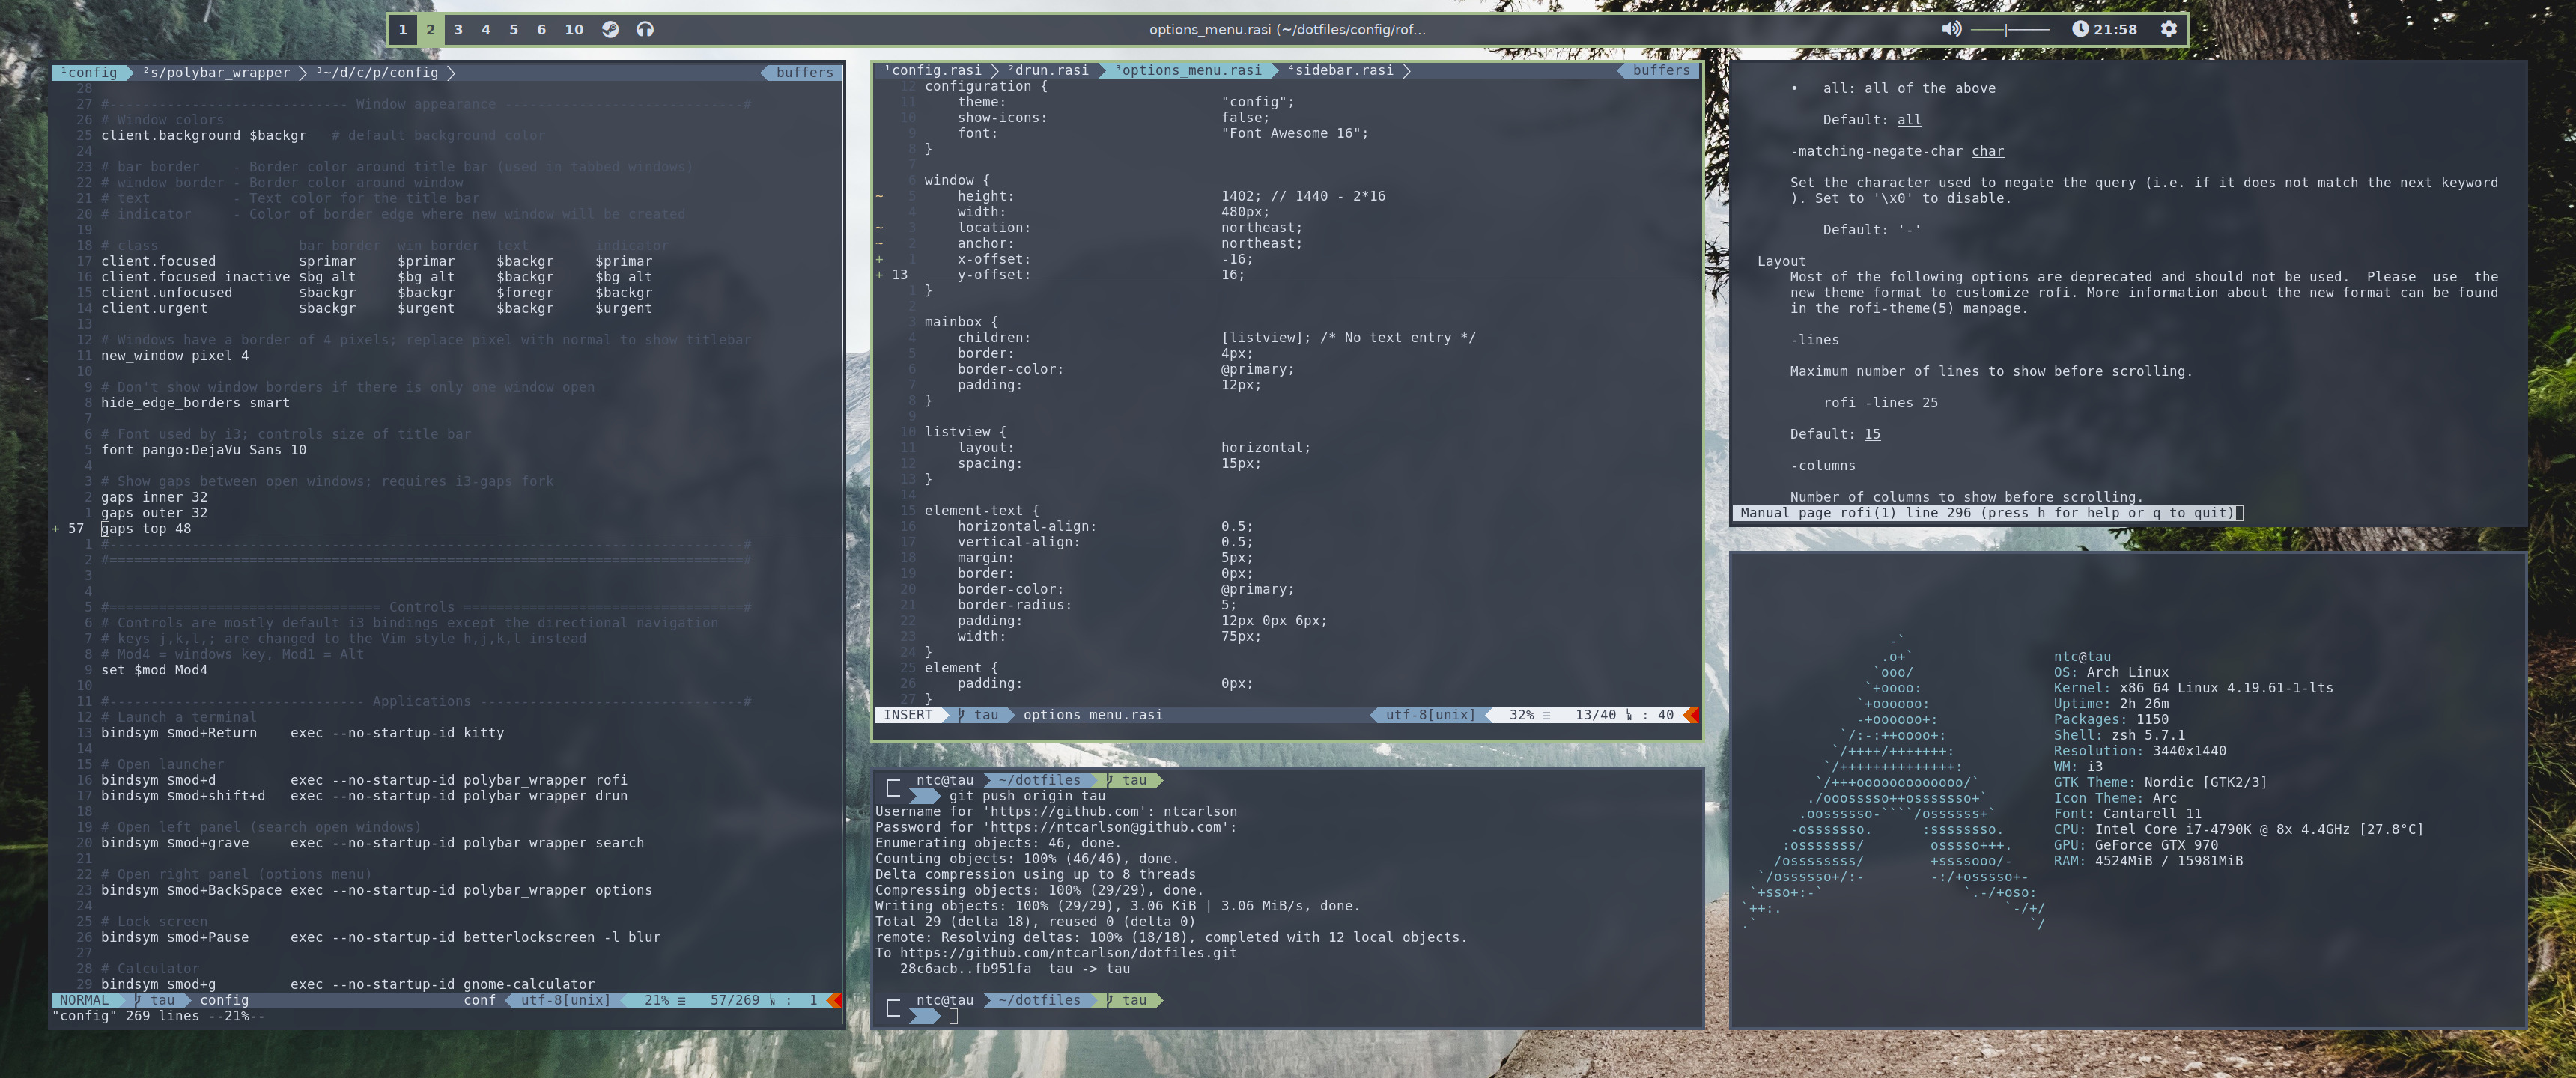 1 2 3 4 5 6 10
options_menu.rasi (~/dotfiles/config/rof...
21:58
¹config ²s/polybar_wrapper ³~/d/c/p/config buffers
28
27 #----------------------------- Window appearance -----------------------------#
26 # Window colors
25 client.background $backgr   # default background color
24
23 # bar border    - Border color around title bar (used in tabbed windows)
22 # window border - Border color around window
21 # text          - Text color for the title bar
20 # indicator     - Color of border edge where new window will be created
19
18 # class                 bar border  win border  text        indicator
17 client.focused          $primar     $primar     $backgr     $primar
16 client.focused_inactive $bg_alt     $bg_alt     $backgr     $bg_alt
15 client.unfocused        $backgr     $backgr     $foregr     $backgr
14 client.urgent           $backgr     $urgent     $backgr     $urgent
13
12 # Windows have a border of 4 pixels; replace pixel with normal to show titlebar
11 new_window pixel 4
10
9 # Don't show window borders if there is only one window open
8 hide_edge_borders smart
7
6 # Font used by i3; controls size of title bar
5 font pango:DejaVu Sans 10
4
3 # Show gaps between open windows; requires i3-gaps fork
2 gaps inner 32
1 gaps outer 32
+ 57 gaps top 48
1 #------------------------------------------------------------------------------#
2 #==============================================================================#
3
4
5 #================================= Controls ==================================#
6 # Controls are mostly default i3 bindings except the directional navigation
7 # keys j,k,l,; are changed to the Vim style h,j,k,l instead
8 # Mod4 = windows key, Mod1 = Alt
9 set $mod Mod4
10
11 #------------------------------- Applications --------------------------------#
12 # Launch a terminal
13 bindsym $mod+Return    exec --no-startup-id kitty
14
15 # Open launcher
16 bindsym $mod+d         exec --no-startup-id polybar_wrapper rofi
17 bindsym $mod+shift+d   exec --no-startup-id polybar_wrapper drun
18
19 # Open left panel (search open windows)
20 bindsym $mod+grave     exec --no-startup-id polybar_wrapper search
21
22 # Open right panel (options menu)
23 bindsym $mod+BackSpace exec --no-startup-id polybar_wrapper options
24
25 # Lock screen
26 bindsym $mod+Pause     exec --no-startup-id betterlockscreen -l blur
27
28 # Calculator
29 bindsym $mod+g         exec --no-startup-id gnome-calculator
NORMAL tau config conf utf-8[unix] 21% ≡ 57/269 ㏑ : 1
"config" 269 lines --21%--
¹config.rasi ²drun.rasi ³options_menu.rasi ⁴sidebar.rasi buffers
12 configuration {
11     theme:                          "config";
10     show-icons:                     false;
9     font:                           "Font Awesome 16";
8 }
7
6 window {
~ 5     height:                         1402; // 1440 - 2*16
4     width:                          480px;
~ 3     location:                       northeast;
~ 2     anchor:                         northeast;
+ 1     x-offset:                       -16;
+ 13     y-offset:                       16;
1 }
2
3 mainbox {
4     children:                       [listview]; /* No text entry */
5     border:                         4px;
6     border-color:                   @primary;
7     padding:                        12px;
8 }
9
10 listview {
11     layout:                         horizontal;
12     spacing:                        15px;
13 }
14
15 element-text {
16     horizontal-align:               0.5;
17     vertical-align:                 0.5;
18     margin:                         5px;
19     border:                         0px;
20     border-color:                   @primary;
21     border-radius:                  5;
22     padding:                        12px 0px 6px;
23     width:                          75px;
24 }
25 element {
26     padding:                        0px;
27 }
INSERT tau options_menu.rasi utf-8[unix] 32% ≡ 13/40 ㏑ : 40
ntc@tau ~/dotfiles tau
git push origin tau
Username for 'https://github.com': ntcarlson
Password for 'https://ntcarlson@github.com':
Enumerating objects: 46, done.
Counting objects: 100% (46/46), done.
Delta compression using up to 8 threads
Compressing objects: 100% (29/29), done.
Writing objects: 100% (29/29), 3.06 KiB | 3.06 MiB/s, done.
Total 29 (delta 18), reused 0 (delta 0)
remote: Resolving deltas: 100% (18/18), completed with 12 local objects.
To https://github.com/ntcarlson/dotfiles.git
   28c6acb..fb951fa  tau -> tau
ntc@tau ~/dotfiles tau
• all: all of the above
Default: all
-matching-negate-char char
Set the character used to negate the query (i.e. if it does not match the next keyword
). Set to '\x0' to disable.
Default: '-'
Layout
Most of the following options are deprecated and should not be used.  Please  use  the
new theme format to customize rofi. More information about the new format can be found
in the rofi-theme(5) manpage.
-lines
Maximum number of lines to show before scrolling.
rofi -lines 25
Default: 15
-columns
Number of columns to show before scrolling.
Manual page rofi(1) line 296 (press h for help or q to quit)
ntc@tau
OS: Arch Linux
Kernel: x86_64 Linux 4.19.61-1-lts
Uptime: 2h 26m
Packages: 1150
Shell: zsh 5.7.1
Resolution: 3440x1440
WM: i3
GTK Theme: Nordic [GTK2/3]
Icon Theme: Arc
Font: Cantarell 11
CPU: Intel Core i7-4790K @ 8x 4.4GHz [27.8°C]
GPU: GeForce GTX 970
RAM: 4524MiB / 15981MiB